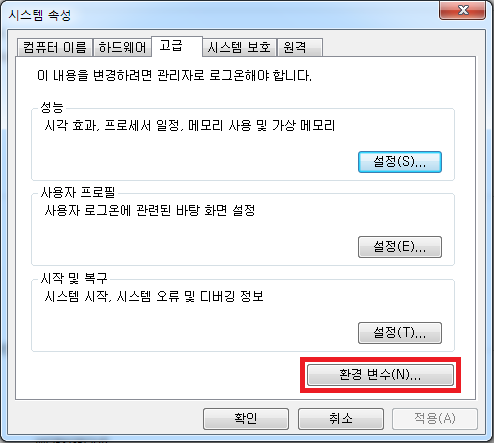 시스템 속성
컴퓨터 이름 하드웨어 고급 시스템 보호 원격
이 내용을 변경하려면 관리자로 로그온해야 합니다.
성능
시각 효과, 프로세서 일정, 메모리 사용 및 가상 메모리
설정(S)...
사용자 프로필
사용자 로그온에 관련된 바탕 화면 설정
설정(E)...
시작 및 복구
시스템 시작, 시스템 오류 및 디버깅 정보
설정(T)...
환경 변수(N)...
확인 취소 적용(A)